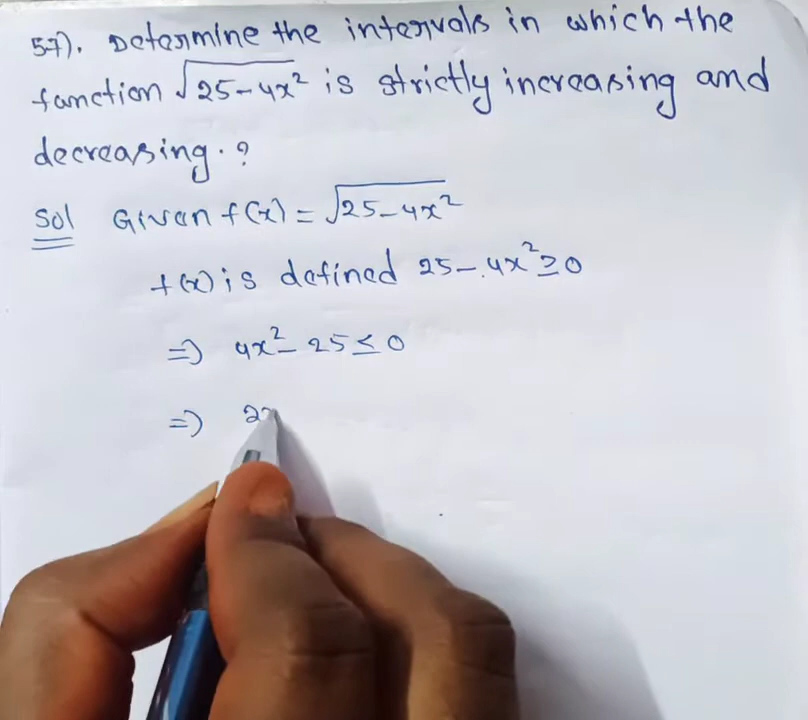 57). Determine the intervals in which the
function √25-4x² is strictly increasing and
decreasing.?
Sol Given f(x) = √25-4x²
f(x) is defined 25-4x² ≥ 0
=) 4x² - 25 ≤ 0
=) 2x